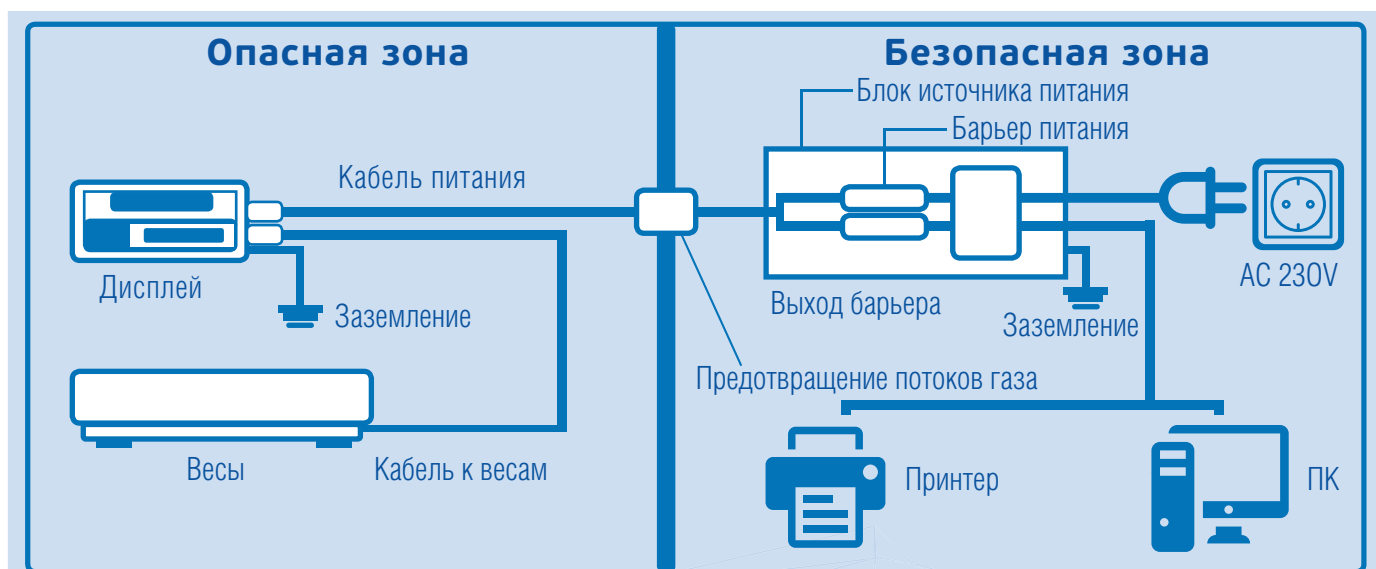 Опасная зона
Безопасная зона
Блок источника питания
Барьер питания
Кабель питания
Дисплей
Заземление
Выход барьера
Заземление
AC 230V
Предотвращение потоков газа
Весы
Кабель к весам
Принтер
ПК